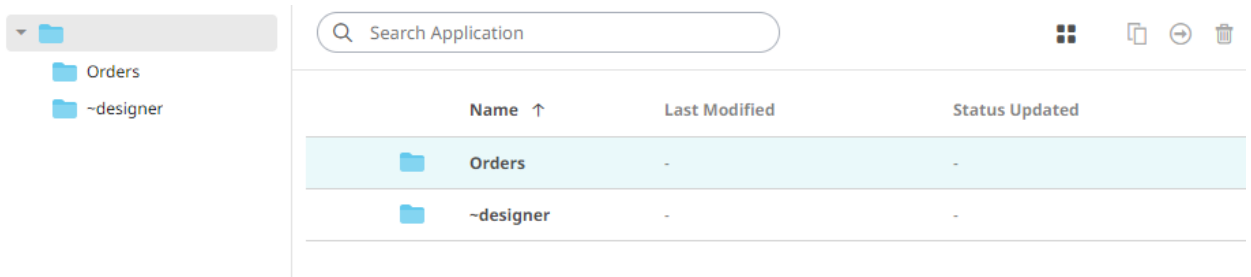 Orders
~designer
Search Application
Name ↑ Last Modified Status Updated
Orders - -
~designer - -